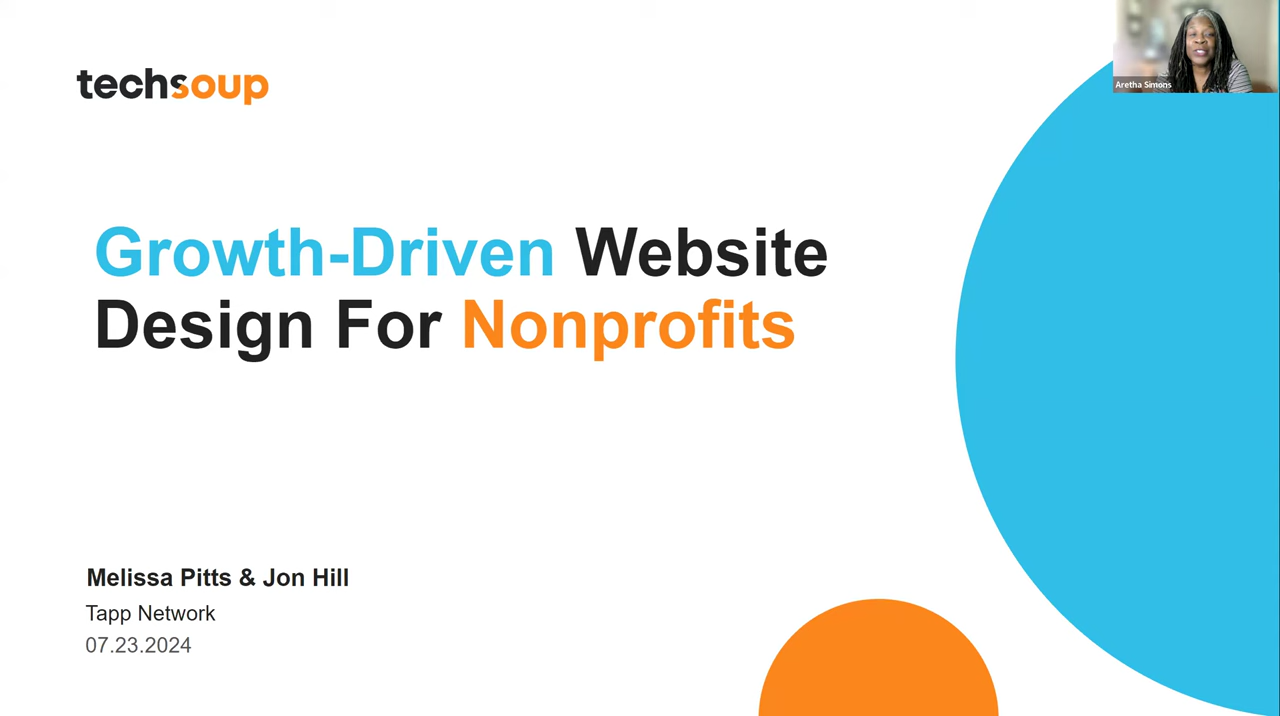 techsoup
Aretha Simons
Growth-Driven Website
Design For Nonprofits
Melissa Pitts & Jon Hill
Tapp Network
07.23.2024